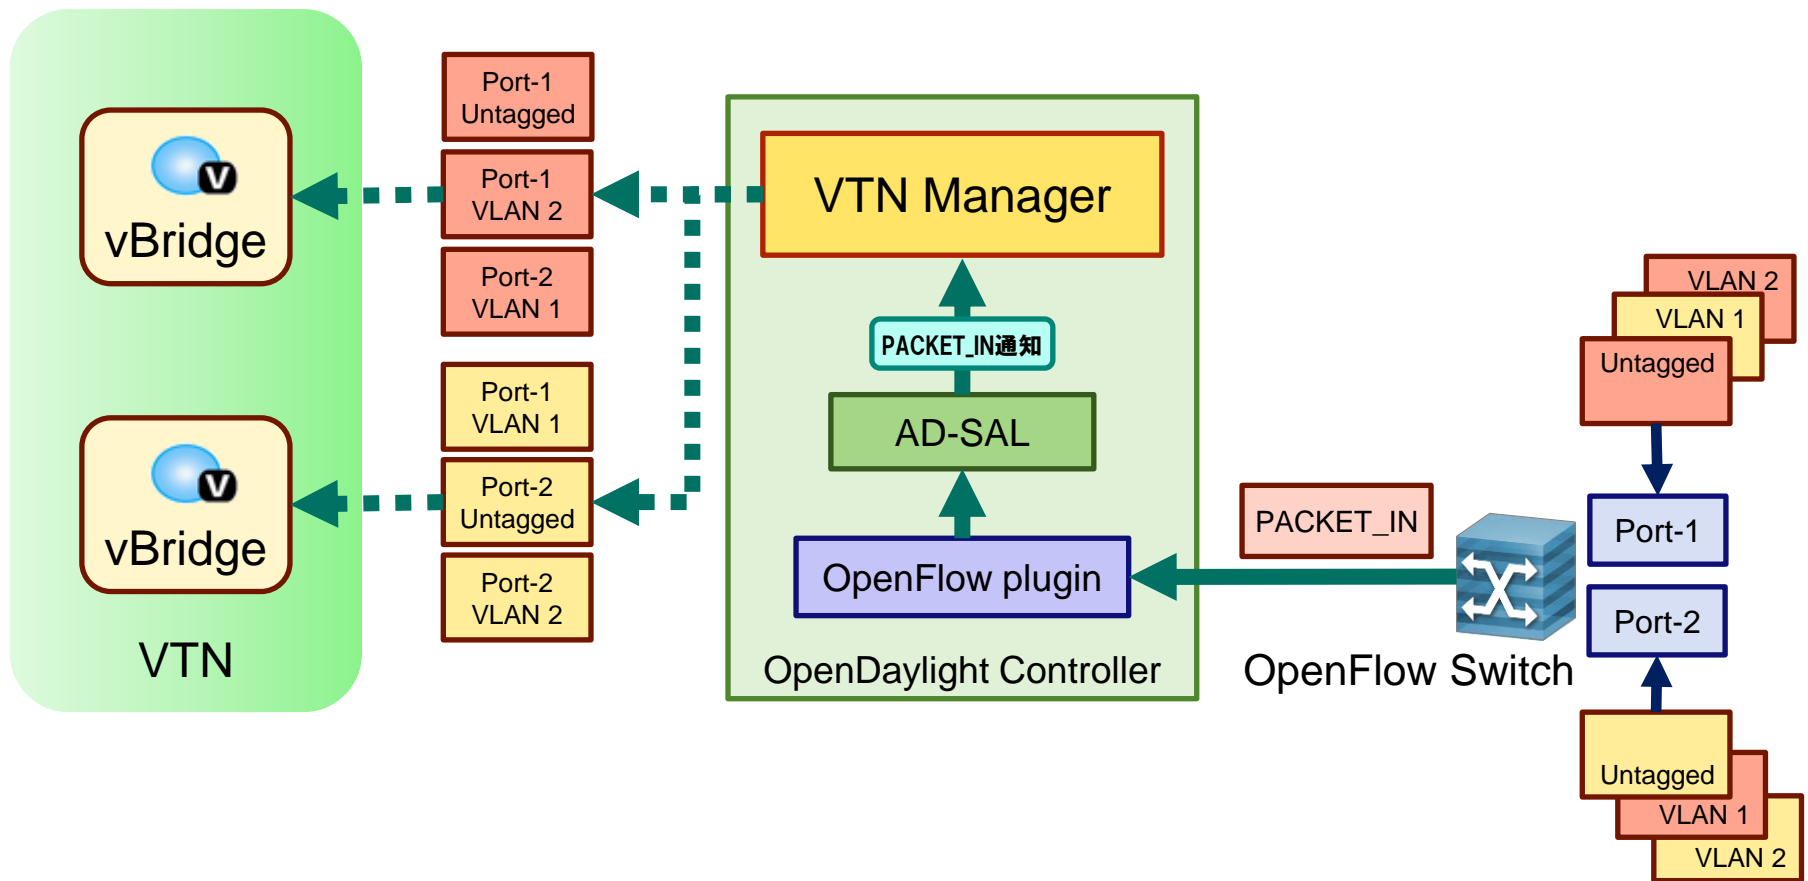 vBridge
vBridge
VTN
Port-1
Untagged
Port-1
VLAN 2
Port-2
VLAN 1
Port-1
VLAN 1
Port-2
Untagged
Port-2
VLAN 2
VTN Manager
PACKET_IN通知
AD-SAL
OpenFlow plugin
OpenDaylight Controller
PACKET_IN
OpenFlow Switch
VLAN 2
VLAN 1
Untagged
Port-1
Port-2
Untagged
VLAN 1
VLAN 2